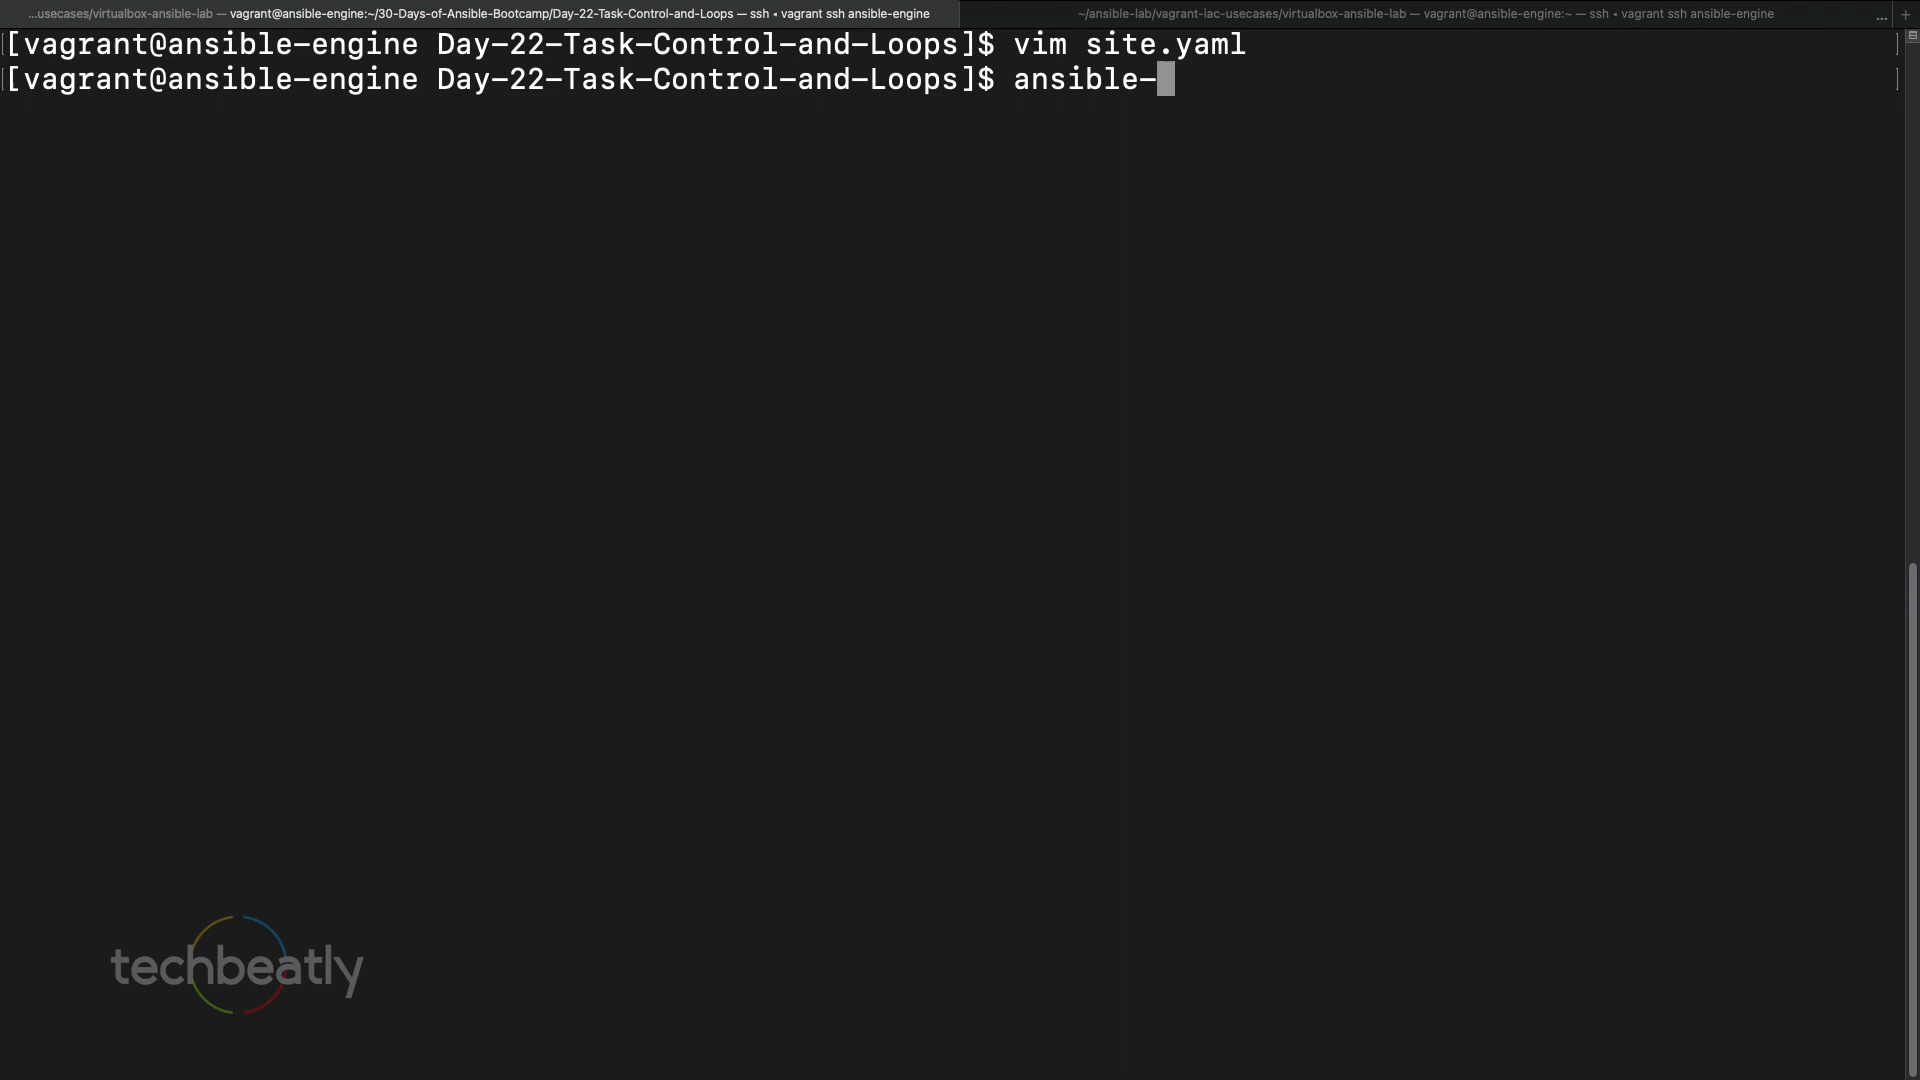 ...usecases/virtualbox-ansible-lab — vagrant@ansible-engine:~/30-Days-of-Ansible-Bootcamp/Day-22-Task-Control-and-Loops — ssh ◂ vagrant ssh ansible-engine
~/ansible-lab/vagrant-iac-usecases/virtualbox-ansible-lab — vagrant@ansible-engine:~ — ssh ◂ vagrant ssh ansible-engine
... +
[vagrant@ansible-engine Day-22-Task-Control-and-Loops]$ vim site.yaml
[vagrant@ansible-engine Day-22-Task-Control-and-Loops]$ ansible-
techbeatly